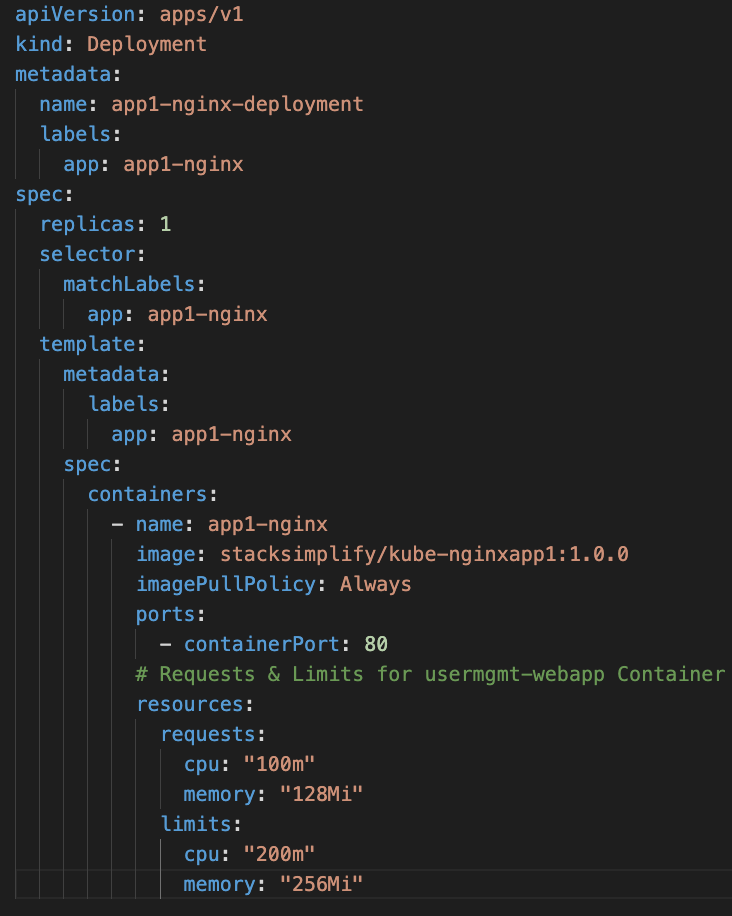 apiVersion: apps/v1
kind: Deployment
metadata:
  name: app1-nginx-deployment
  labels:
    app: app1-nginx
spec:
  replicas: 1
  selector:
    matchLabels:
      app: app1-nginx
  template:
    metadata:
      labels:
        app: app1-nginx
    spec:
      containers:
        - name: app1-nginx
          image: stacksimplify/kube-nginxapp1:1.0.0
          imagePullPolicy: Always
          ports:
            - containerPort: 80
          # Requests & Limits for usermgmt-webapp Container
          resources:
            requests:
              cpu: "100m"
              memory: "128Mi"
            limits:
              cpu: "200m"
              memory: "256Mi"